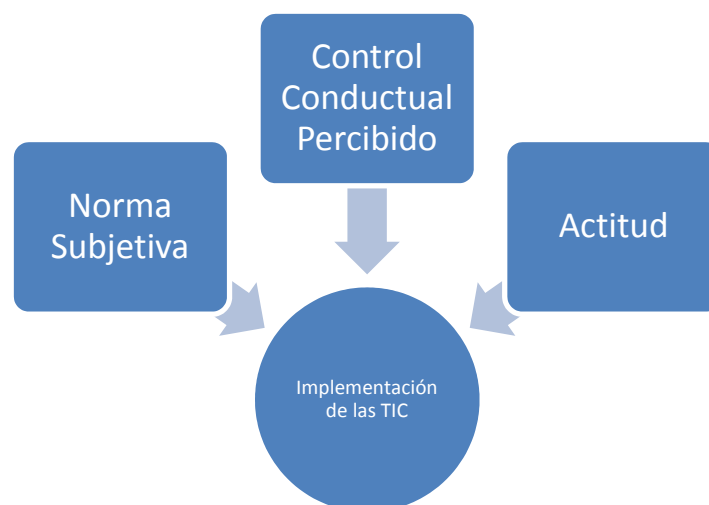 Control
Conductual
Percibido
Norma
Subjetiva
Actitud
Implementación
de las TIC